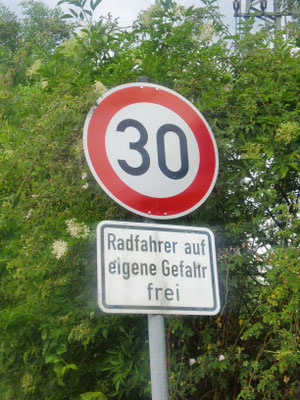 30
Radfahrer auf
eigene Gefahr
frei